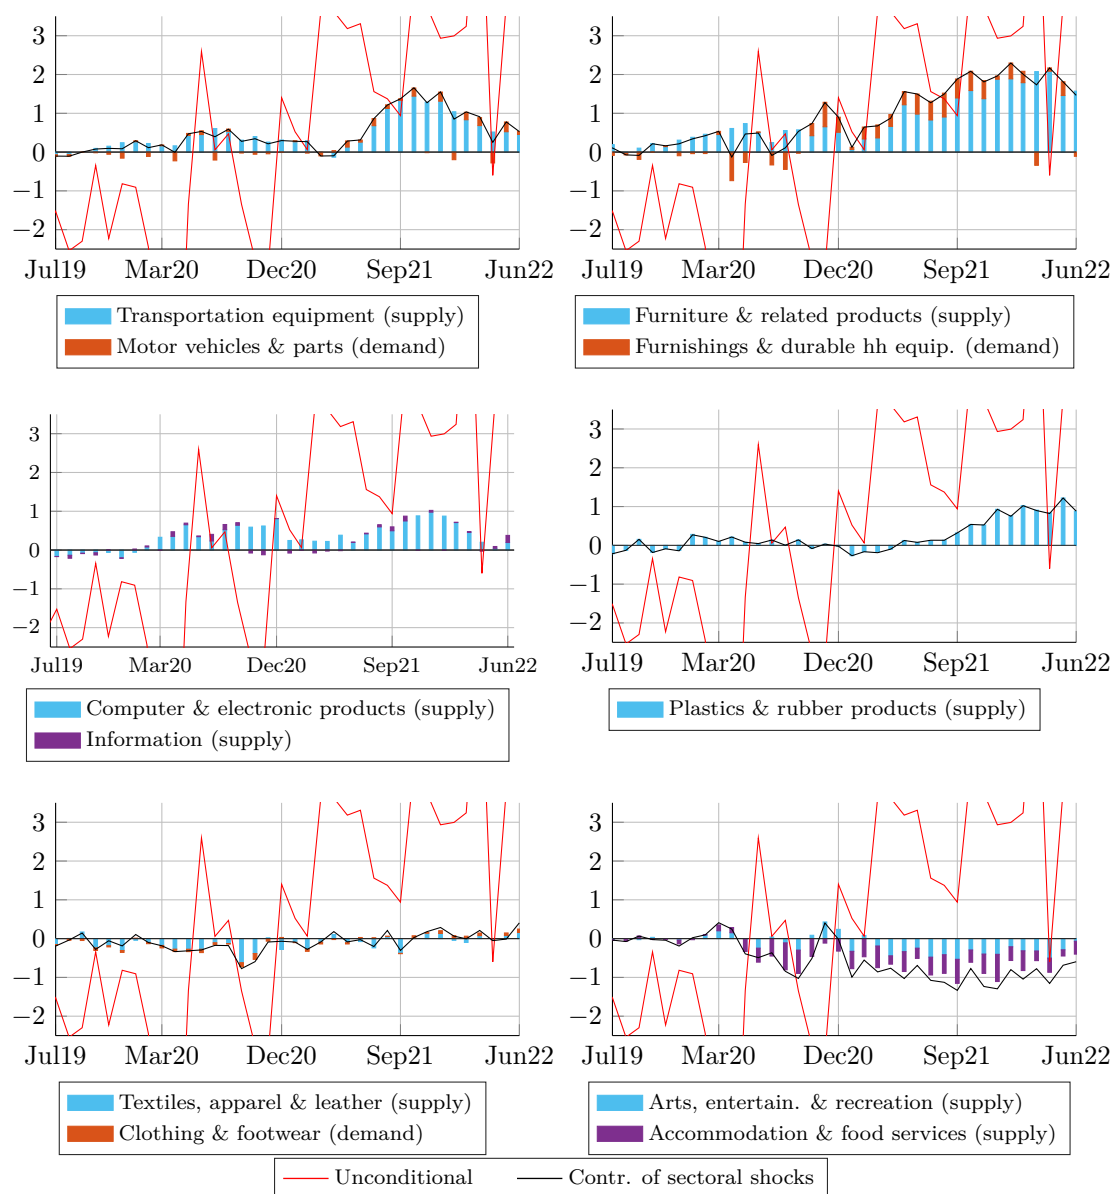 3
2
1
0
−1
−2
Jul19 Mar20 Dec20 Sep21 Jun22
Transportation equipment (supply)
Motor vehicles & parts (demand)
3
2
1
0
−1
−2
Jul19 Mar20 Dec20 Sep21 Jun22
Furniture & related products (supply)
Furnishings & durable hh equip. (demand)
3
2
1
0
−1
−2
Jul19 Mar20 Dec20 Sep21 Jun22
Computer & electronic products (supply)
Information (supply)
3
2
1
0
−1
−2
Jul19 Mar20 Dec20 Sep21 Jun22
Plastics & rubber products (supply)
3
2
1
0
−1
−2
Jul19 Mar20 Dec20 Sep21 Jun22
Textiles, apparel & leather (supply)
Clothing & footwear (demand)
3
2
1
0
−1
−2
Jul19 Mar20 Dec20 Sep21 Jun22
Arts, entertain. & recreation (supply)
Accommodation & food services (supply)
Unconditional Contr. of sectoral shocks